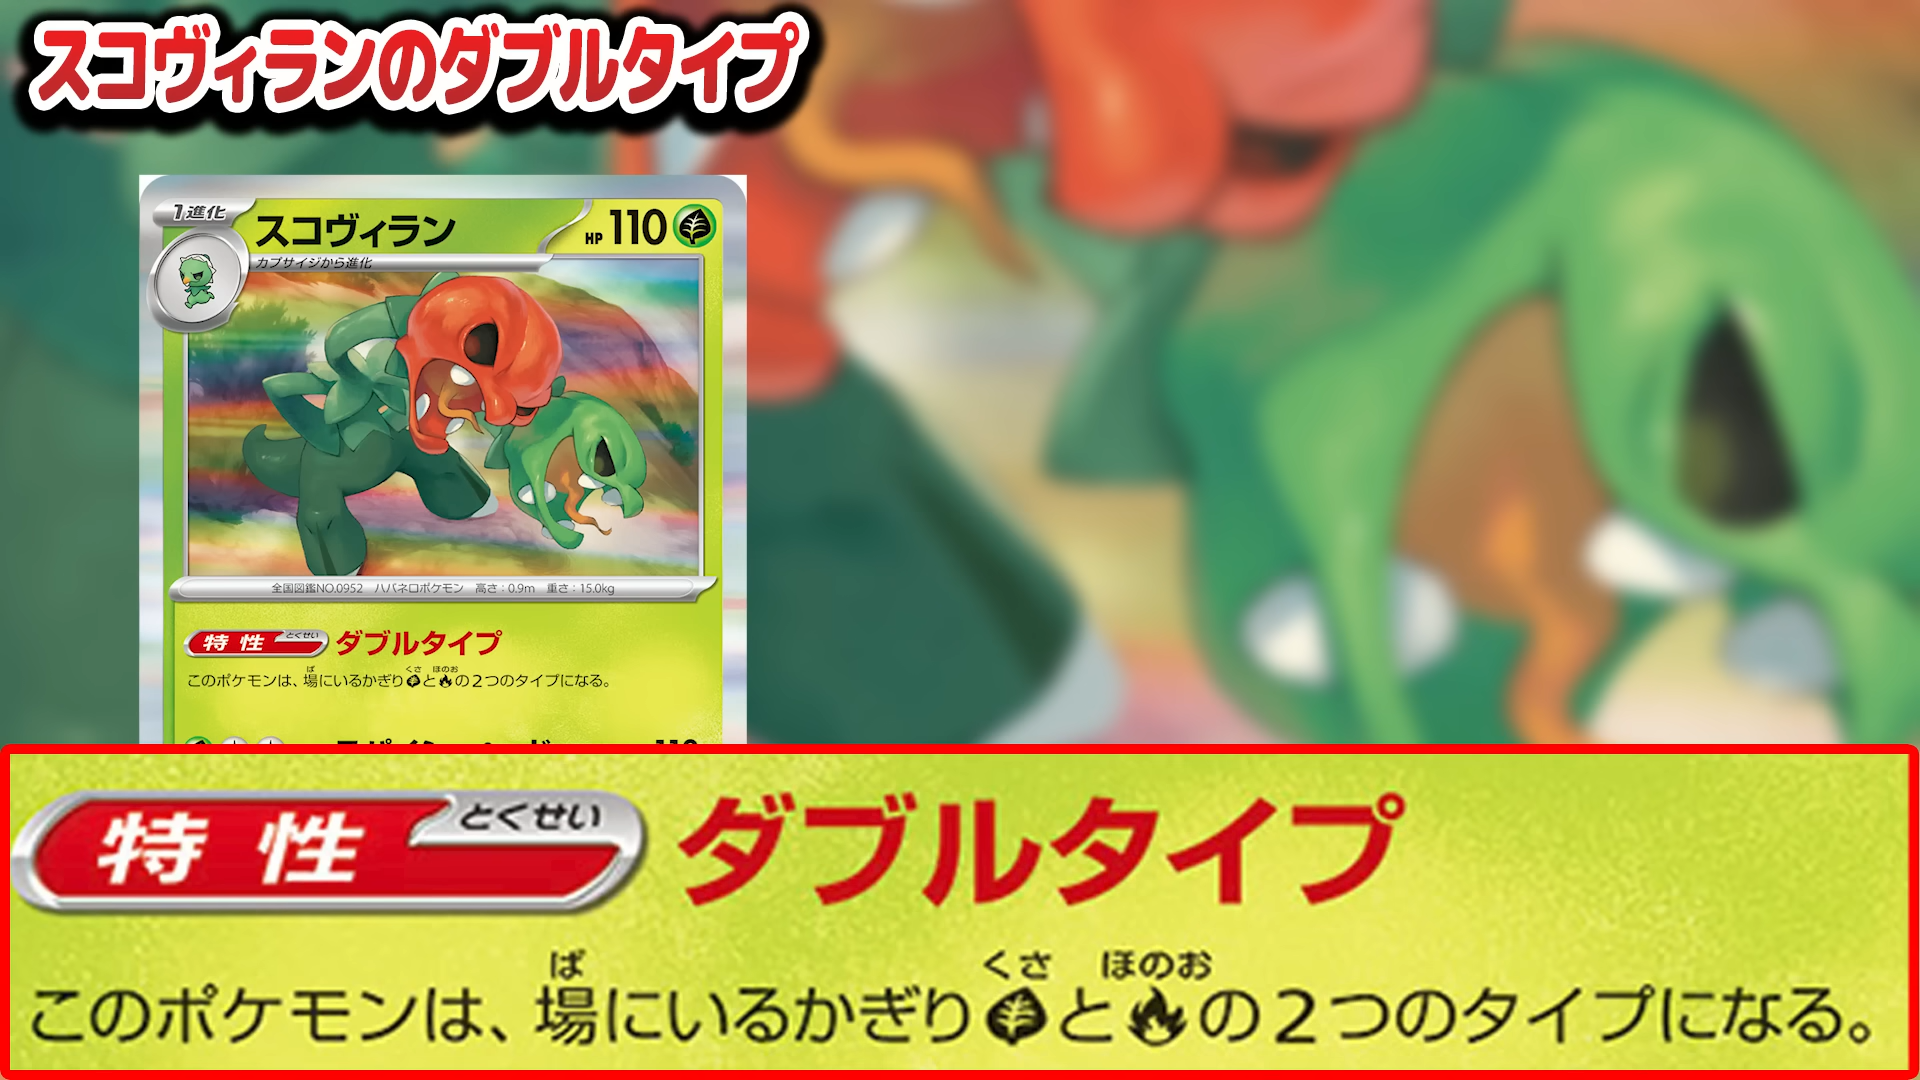 スコヴィランのダブルタイプ
1進化
スコヴィラン
HP 110
カプサイジから進化
全国図鑑NO.0952 ハバネロポケモン 高さ:0.9m 重さ:15.0kg
特性 とくせい ダブルタイプ
ば くさ ほのお
このポケモンは、場にいるかぎりとの2つのタイプになる。
特性 とくせい ダブルタイプ
ば くさ ほのお
このポケモンは、場にいるかぎりとの2つのタイプになる。